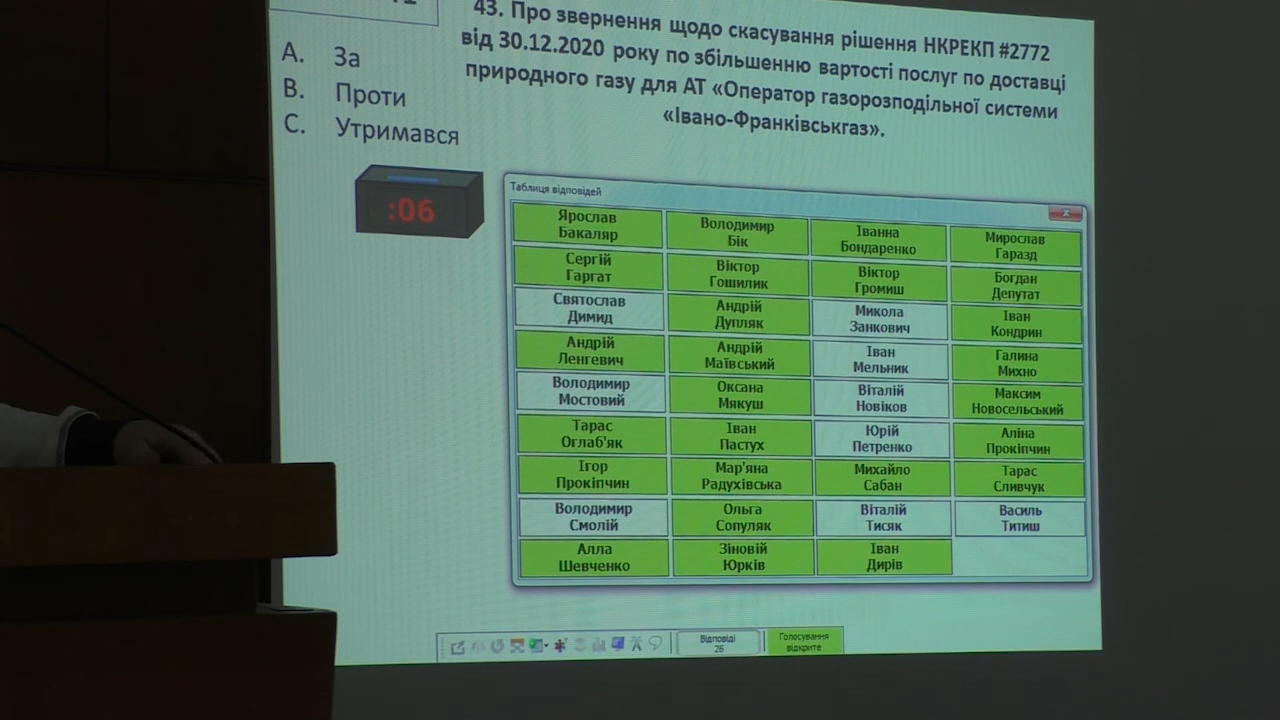 43. Про звернення щодо скасування рішення НКРЕКП #2772
від 30.12.2020 року по збільшенню вартості послуг по доставці
природного газу для АТ «Оператор газорозподільної системи
«Івано-Франківськгаз».
A. За
B. Проти
C. Утримався
:06
Таблиця відповідей
x
Ярослав Бакаляр
Володимир Бік
Іванна Бондаренко
Мирослав Гаразд
Сергій Гаргат
Віктор Гошилик
Віктор Громиш
Богдан Депутат
Святослав Димид
Андрій Дупляк
Микола Занкович
Іван Кондрин
Андрій Ленгевич
Андрій Маївський
Іван Мельник
Галина Михно
Володимир Мостовий
Оксана Мякуш
Віталій Новіков
Максим Новосельський
Тарас Оглаб'як
Іван Пастух
Юрій Петренко
Аліна Прокіпчин
Ігор Прокіпчин
Мар'яна Радухівська
Михайло Сабан
Тарас Сливчук
Володимир Смолій
Ольга Сопуляк
Віталій Тисяк
Василь Титиш
Алла Шевченко
Зіновій Юрків
Іван Дирів
Відповіді
26
Голосування
відкрите